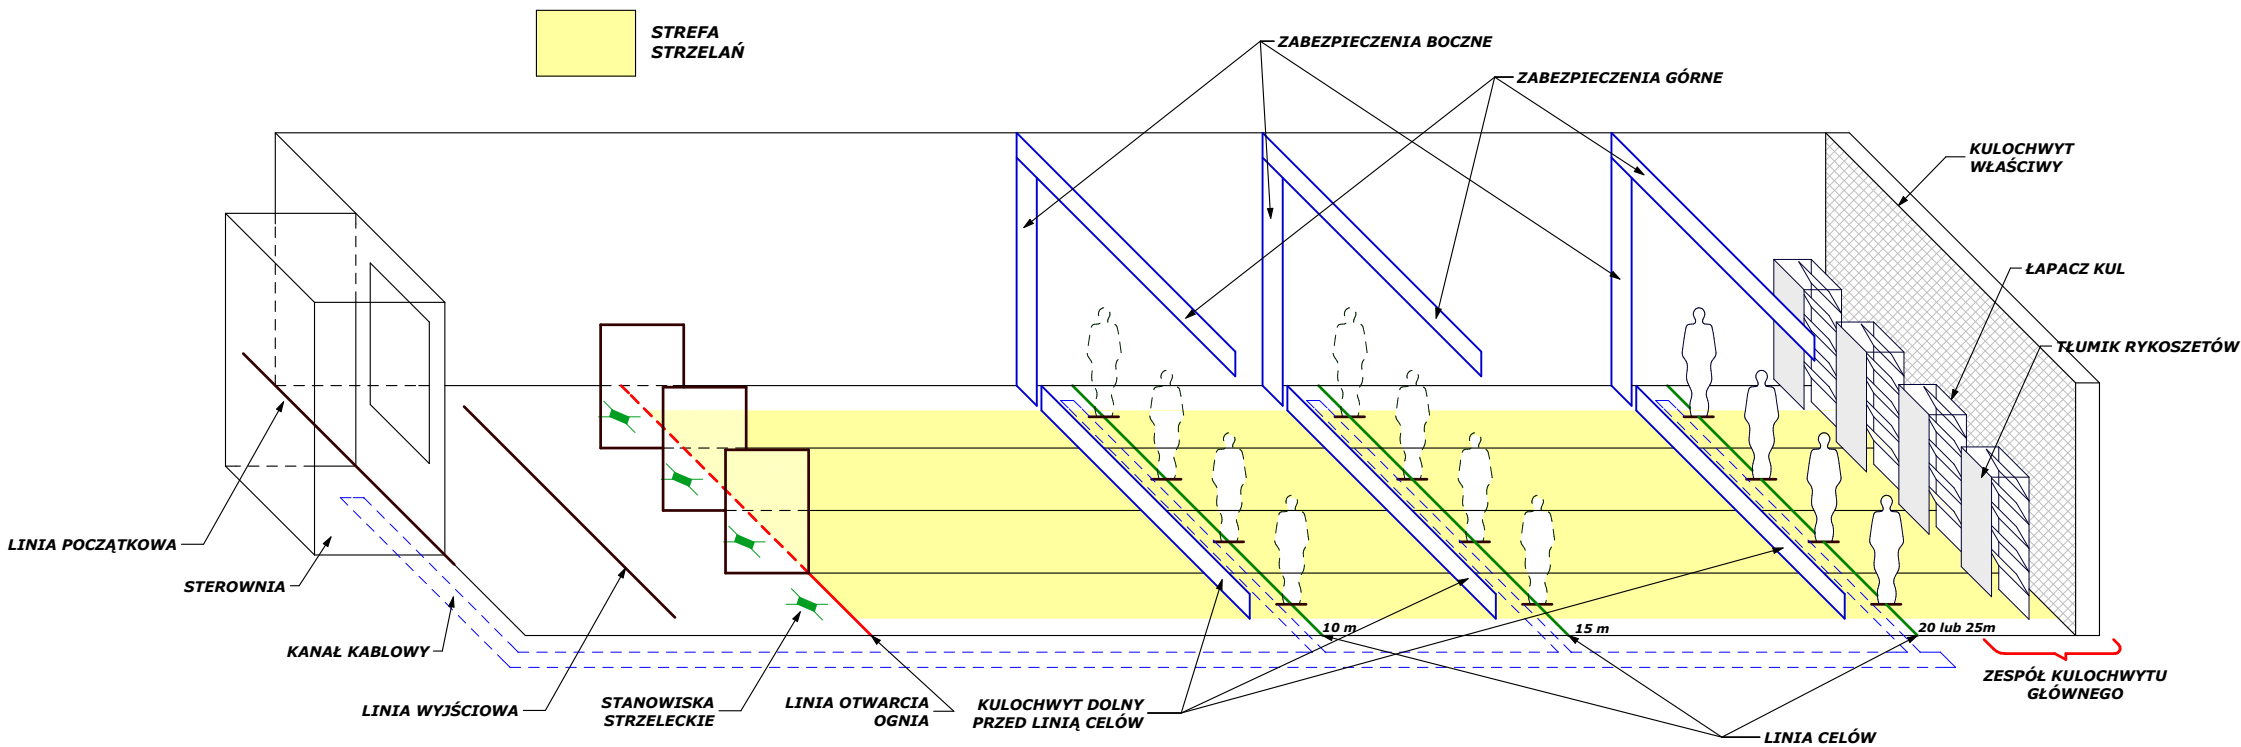 STREFA
STRZELAŃ
ZABEZPIECZENIA BOCZNE
ZABEZPIECZENIA GÓRNE
KULOCHWYT
WŁAŚCIWY
ŁAPACZ KUL
TŁUMIK RYKOSZETÓW
LINIA POCZĄTKOWA
STEROWNIA
KANAŁ KABLOWY
LINIA WYJŚCIOWA
STANOWISKA
STRZELECKIE
LINIA OTWARCIA
OGNIA
KULOCHWYT DOLNY
PRZED LINIĄ CELÓW
10 m
15 m
20 lub 25m
ZESPÓŁ KULOCHWYTU
GŁÓWNEGO
LINIA CELÓW